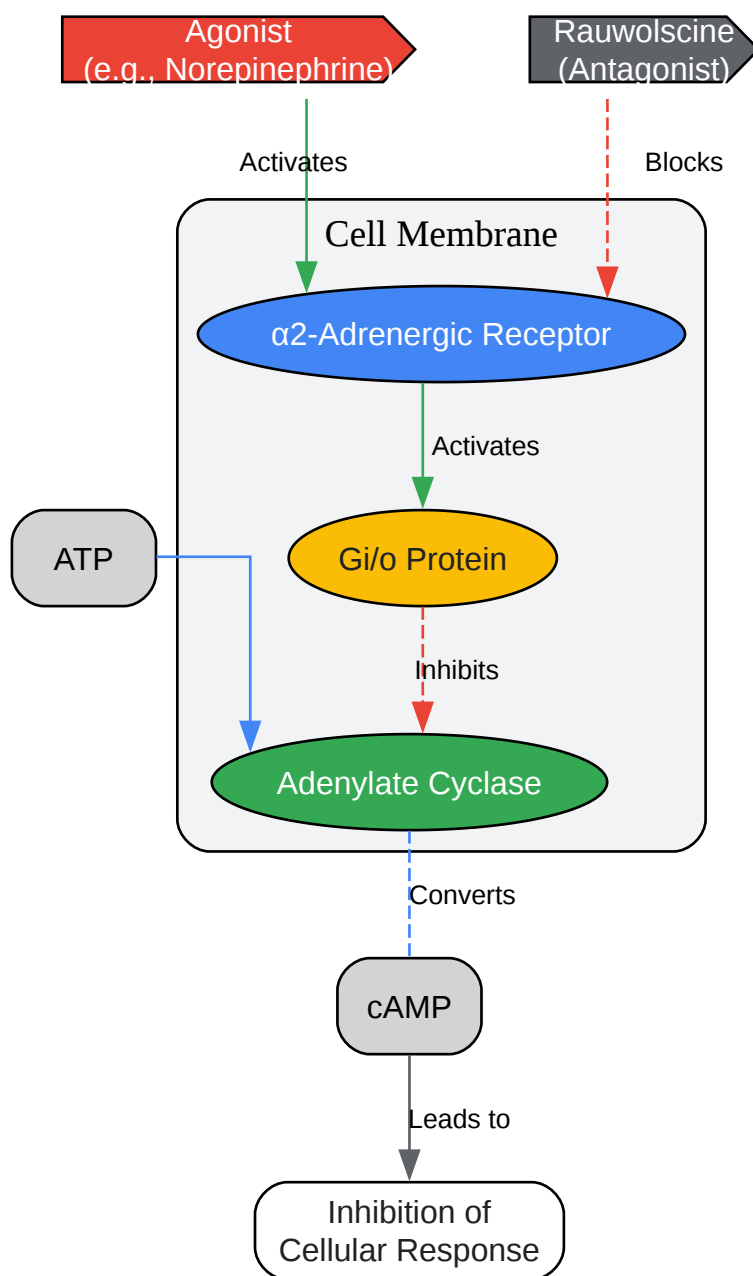 Agonist
(e.g., Norepinephrine)
Rauwolscine
(Antagonist)
Activates
Blocks
Cell Membrane
α2-Adrenergic Receptor
Activates
ATP
Gi/o Protein
Inhibits
Adenylate Cyclase
Converts
cAMP
Leads to
Inhibition of
Cellular Response